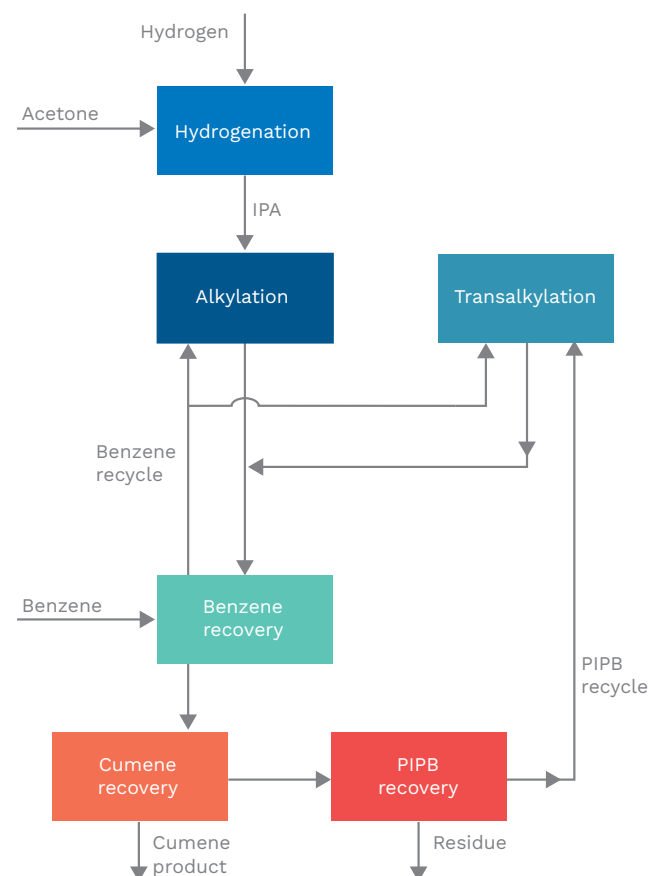 Hydrogen
Acetone
Hydrogenation
IPA
Alkylation
Transalkylation
Benzene
recycle
Benzene
Benzene
recovery
PIPB
recycle
Cumene
recovery
PIPB
recovery
Cumene
product
Residue